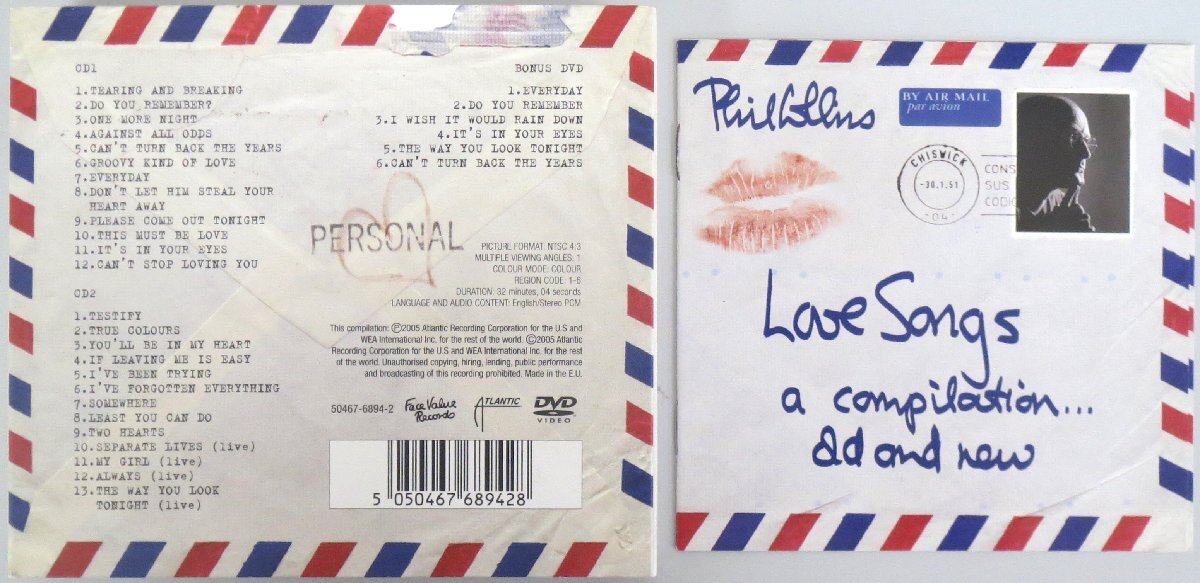 CD1
1.TEARING AND BREAKING
2.DO YOU REMEMBER?
3.ONE MORE NIGHT
4.AGAINST ALL ODDS
5.CAN'T TURN BACK THE YEARS
6.GROOVY KIND OF LOVE
7.EVERYDAY
8.DON'T LET HIM STEAL YOUR
HEART AWAY
9.PLEASE COME OUT TONIGHT
10.THIS MUST BE LOVE
11.IT'S IN YOUR EYES
12.CAN'T STOP LOVING YOU
CD2
1.TESTIFY
2.TRUE COLOURS
3.YOU'LL BE IN MY HEART
4.IF LEAVING ME IS EASY
5.I'VE BEEN TRYING
6.I'VE FORGOTTEN EVERYTHING
7.SOMEWHERE
8.LEAST YOU CAN DO
9.TWO HEARTS
10.SEPARATE LIVES (live)
11.MY GIRL (live)
12.ALWAYS (live)
13.THE WAY YOU LOOK
TONIGHT (live)
BONUS DVD
1.EVERYDAY
2.DO YOU REMEMBER
3.I WISH IT WOULD RAIN DOWN
4.IT'S IN YOUR EYES
5.THE WAY YOU LOOK TONIGHT
6.CAN'T TURN BACK THE YEARS
PERSONAL
PICTURE FORMAT: NTSC 4:3
MULTIPLE VIEWING ANGLES: 1
COLOUR MODE: COLOUR
REGION CODE: 1-6
DURATION: 32 minutes, 04 seconds
LANGUAGE AND AUDIO CONTENT: English/Stereo PCM
This compilation: ℗2005 Atlantic Recording Corporation for the U.S and
WEA International Inc. for the rest of the world. ©2005 Atlantic
Recording Corporation for the U.S and WEA International Inc. for the rest
of the world. Unauthorised copying, hiring, lending, public performance
and broadcasting of this recording prohibited. Made in the E.U.
50467-6894-2
Face Value
Records
ATLANTIC
DVD
VIDEO
5 050467 689428
Phil Collins
BY AIR MAIL
par avion
CHISWICK
-30.1.51
-04-
CONS
SUS
CODIC
Love Songs
a compilation...
old and new